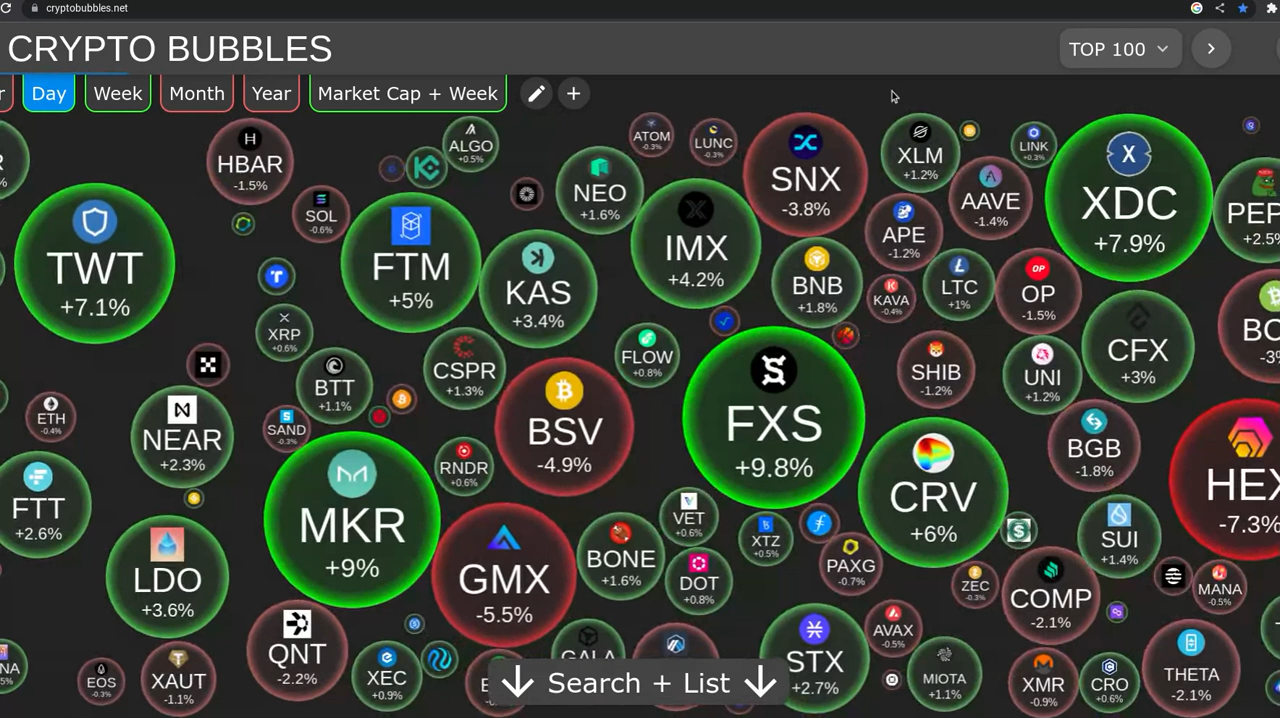 cryptobubbles.net
CRYPTO BUBBLES
TOP 100
Day
Week
Month
Year
Market Cap + Week
HBAR
-1.5%
ALGO
+0.5%
ATOM
-0.3%
LUNC
-0.3%
SNX
-3.8%
XLM
+1.2%
LINK
+0.3%
XDC
+7.9%
TWT
+7.1%
SOL
-0.6%
FTM
+5%
NEO
+1.6%
IMX
+4.2%
AAVE
-1.4%
APE
-1.2%
PEP
+2.5
KAS
+3.4%
BNB
+1.8%
KAVA
-0.4%
LTC
+1%
OP
-1.5%
XRP
+0.6%
FLOW
+0.8%
CSPR
+1.3%
BTT
+1.1%
SHIB
-1.2%
UNI
+1.2%
CFX
+3%
BC
-3
ETH
-0.4%
NEAR
+2.3%
SAND
-0.3%
BSV
-4.9%
FXS
+9.8%
BGB
-1.8%
RNDR
+0.6%
CRV
+6%
HEX
-7.3%
FTT
+2.6%
MKR
+9%
VET
+0.6%
XTZ
+0.5%
SUI
+1.4%
LDO
+3.6%
GMX
-5.5%
BONE
+1.6%
DOT
+0.8%
PAXG
-0.7%
ZEC
-0.3%
COMP
-2.1%
MANA
-0.5%
AVAX
-0.5%
QNT
-2.2%
GALA
STX
+2.7%
NA
5%
EOS
-0.3%
XAUT
-1.1%
XEC
+0.9%
Search + List
MIOTA
+1.1%
XMR
-0.9%
CRO
+0.6%
THETA
-2.1%